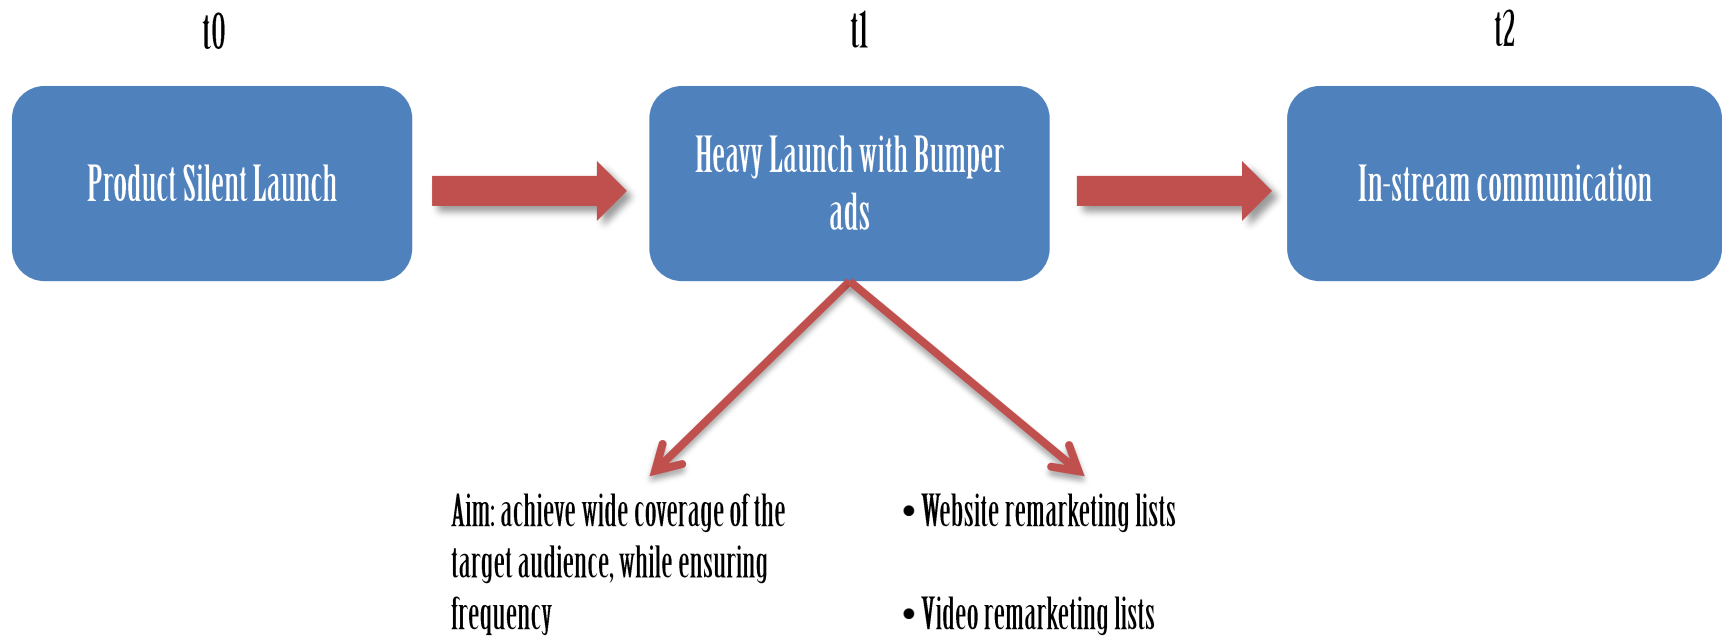 t0
t1
t2
Product Silent Launch
Heavy Launch with Bumper
ads
In-stream communication
Aim: achieve wide coverage of the
target audience, while ensuring
frequency
• Website remarketing lists
• Video remarketing lists